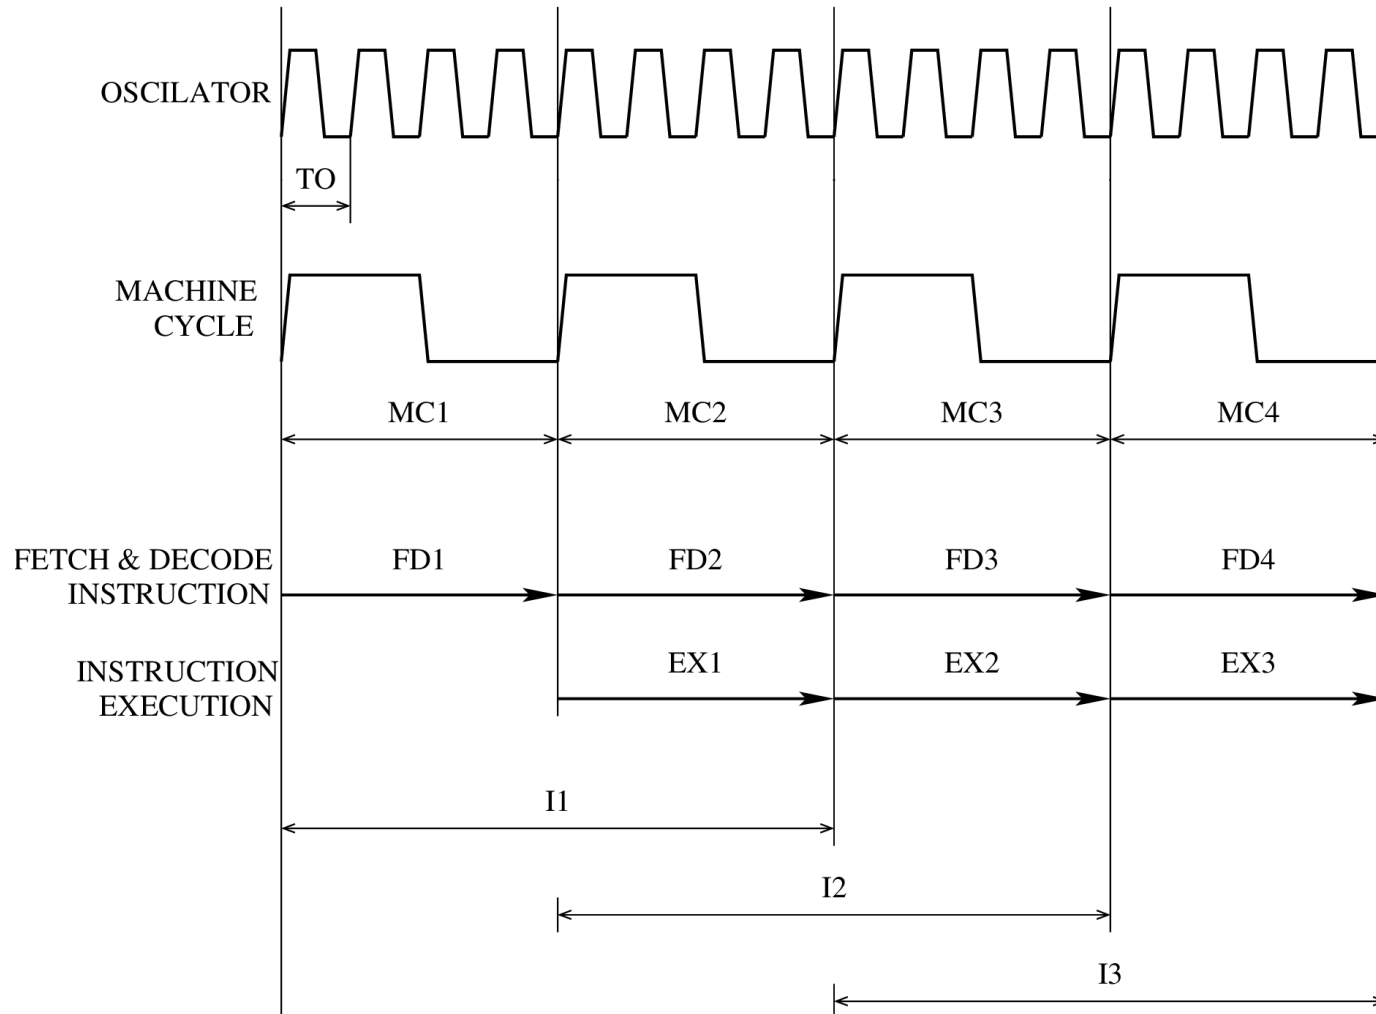 OSCILATOR
TO
MACHINE
CYCLE
MC1 MC2 MC3 MC4
FETCH & DECODE
INSTRUCTION
FD1 FD2 FD3 FD4
INSTRUCTION
EXECUTION
EX1 EX2 EX3
I1
I2
I3